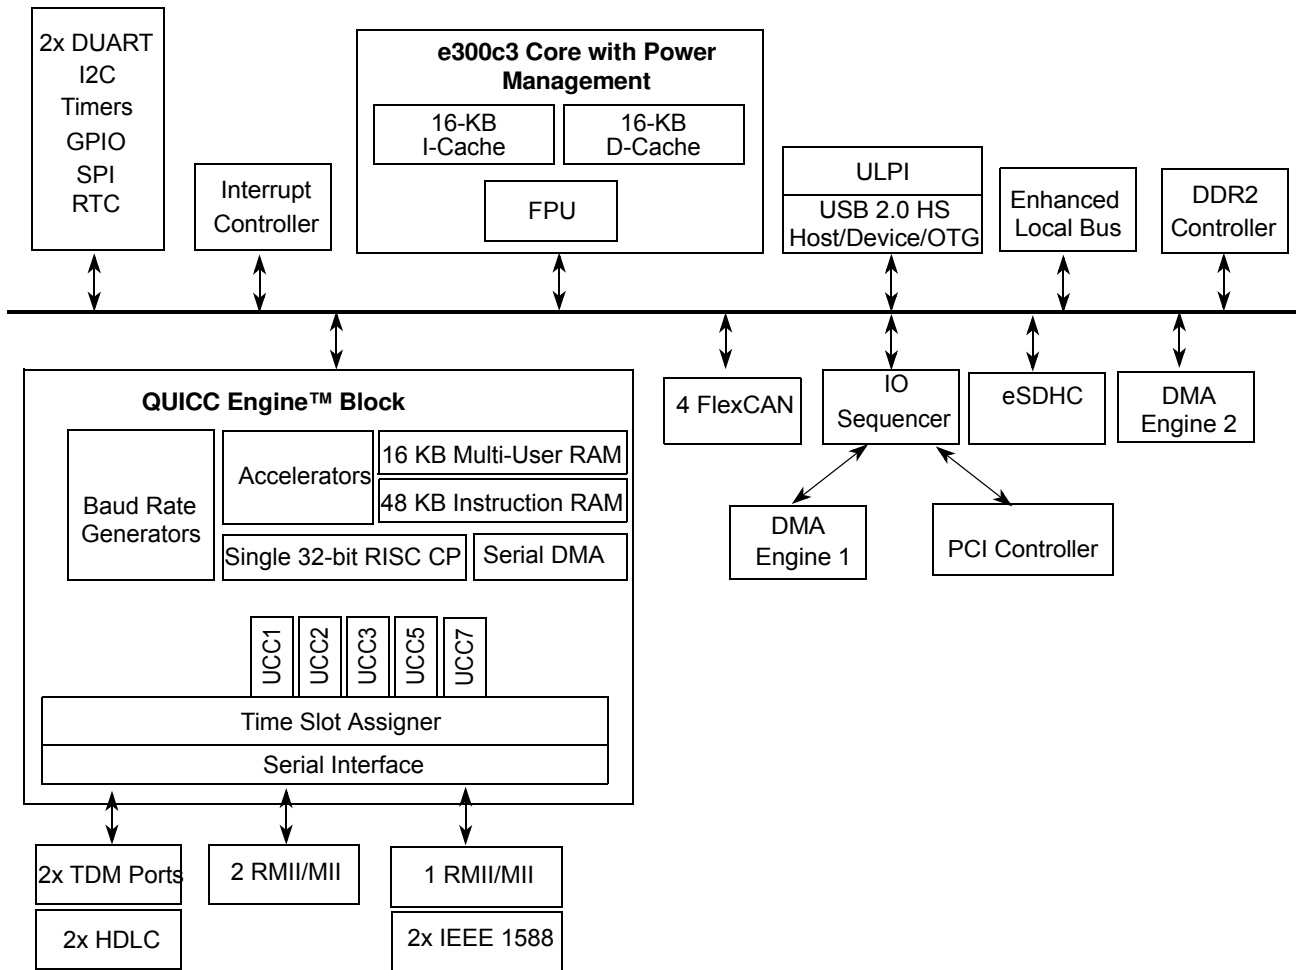 2x DUART
I2C
Timers
GPIO
SPI
RTC
Interrupt
Controller
e300c3 Core with Power
Management
16-KB
I-Cache
16-KB
D-Cache
FPU
ULPI
USB 2.0 HS
Host/Device/OTG
Enhanced
Local Bus
DDR2
Controller
QUICC Engine™ Block
Baud Rate
Generators
Accelerators
16 KB Multi-User RAM
48 KB Instruction RAM
Single 32-bit RISC CP
Serial DMA
UCC1
UCC2
UCC3
UCC5
UCC7
Time Slot Assigner
Serial Interface
4 FlexCAN
IO
Sequencer
eSDHC
DMA
Engine 2
DMA
Engine 1
PCI Controller
2x TDM Ports
2x HDLC
2 RMII/MII
1 RMII/MII
2x IEEE 1588